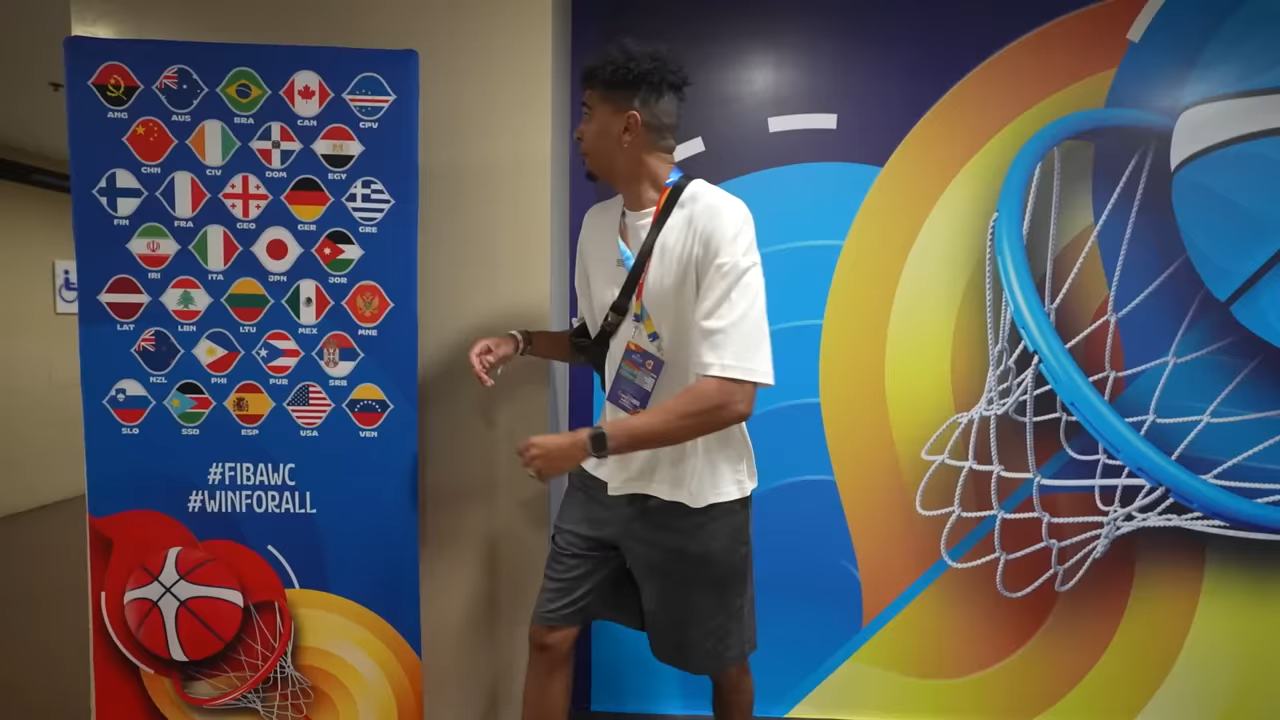 ANG AUS BRA CAN CPV
CHN CIV DOM EGY
FIN FRA GEO GER GRE
IRI ITA JPN JOR
LAT LBN LTU MEX MNE
NZL PHI PUR SRB
SLO SSD ESP USA VEN
#FIBAWC
#WINFORALL